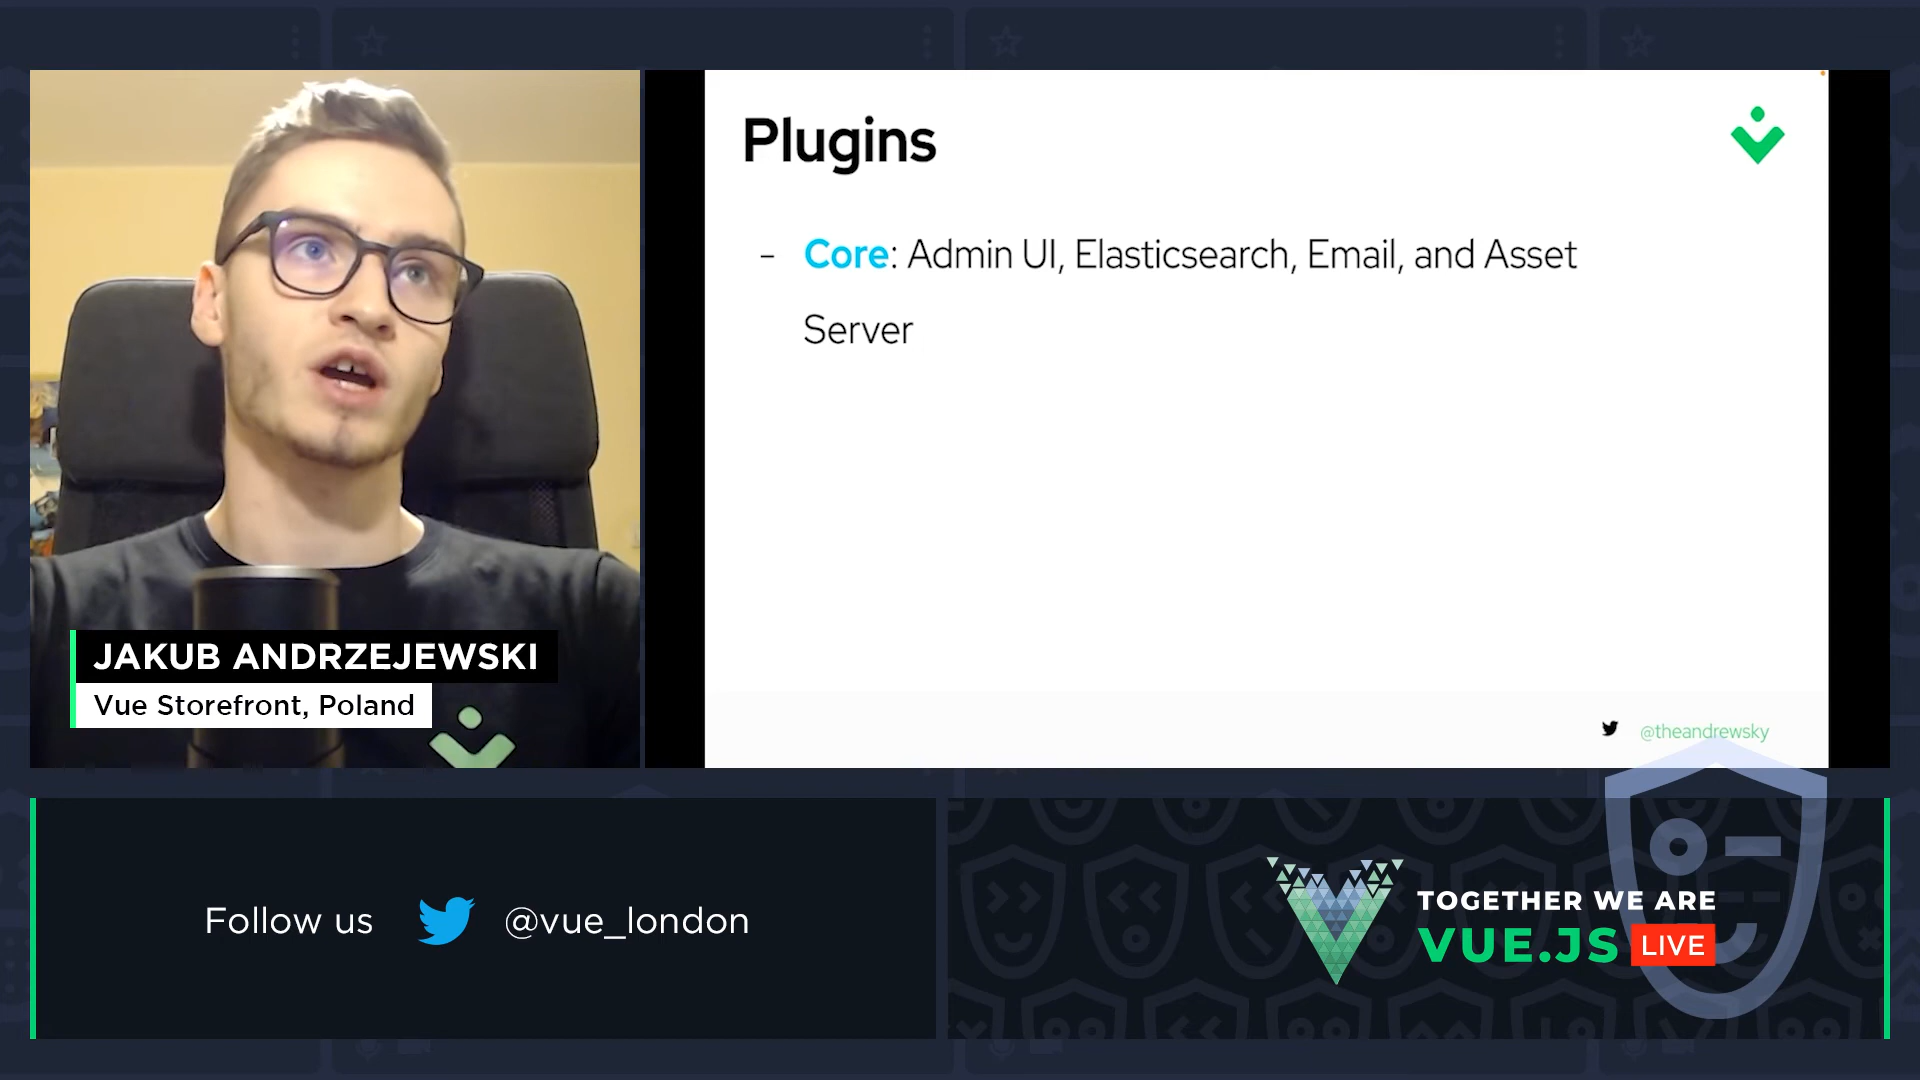 Plugins
- Core: Admin UI, Elasticsearch, Email, and Asset
Server
@theandrewsky
JAKUB ANDRZEJEWSKI
Vue Storefront, Poland
Follow us @vue_london
TOGETHER WE ARE
VUE.JS LIVE